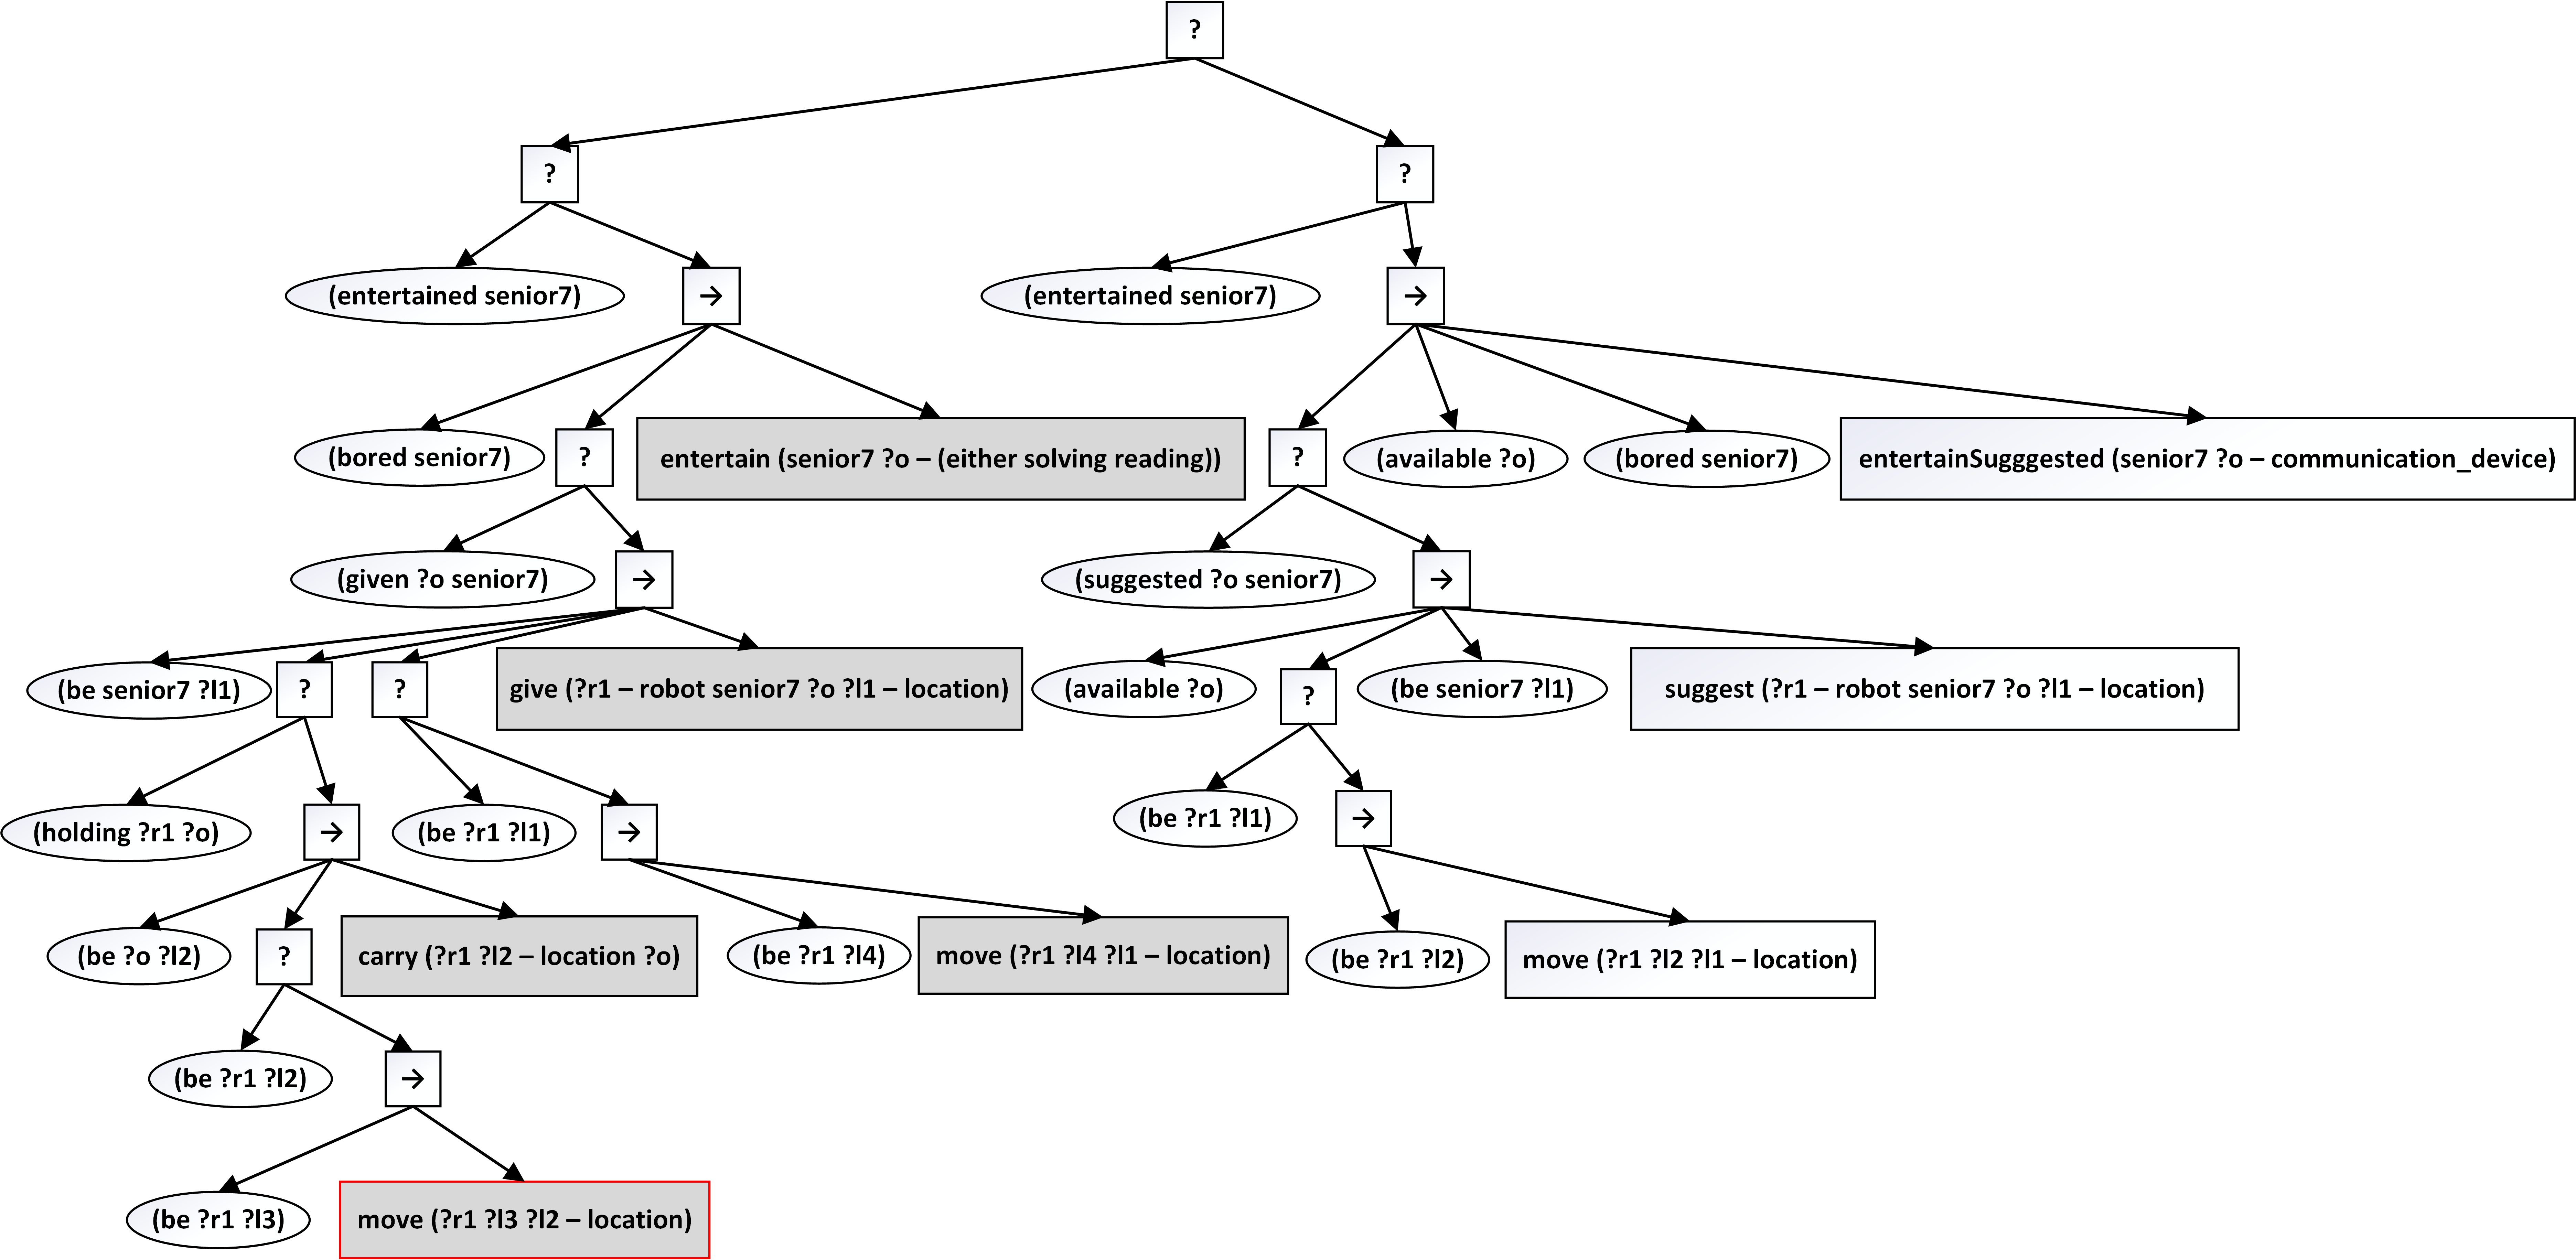 ?
?
?
(entertained senior7)
→
(entertained senior7)
→
(bored senior7)
?
entertain (senior7 ?o – (either solving reading))
?
(available ?o)
(bored senior7)
entertainSugggested (senior7 ?o – communication_device)
(given ?o senior7)
→
(suggested ?o senior7)
→
(be senior7 ?l1)
?
?
give (?r1 – robot senior7 ?o ?l1 – location)
(available ?o)
?
(be senior7 ?l1)
suggest (?r1 – robot senior7 ?o ?l1 – location)
(holding ?r1 ?o)
→
(be ?r1 ?l1)
→
(be ?r1 ?l1)
→
(be ?o ?l2)
?
carry (?r1 ?l2 – location ?o)
(be ?r1 ?l4)
move (?r1 ?l4 ?l1 – location)
(be ?r1 ?l2)
move (?r1 ?l2 ?l1 – location)
(be ?r1 ?l2)
→
(be ?r1 ?l3)
move (?r1 ?l3 ?l2 – location)